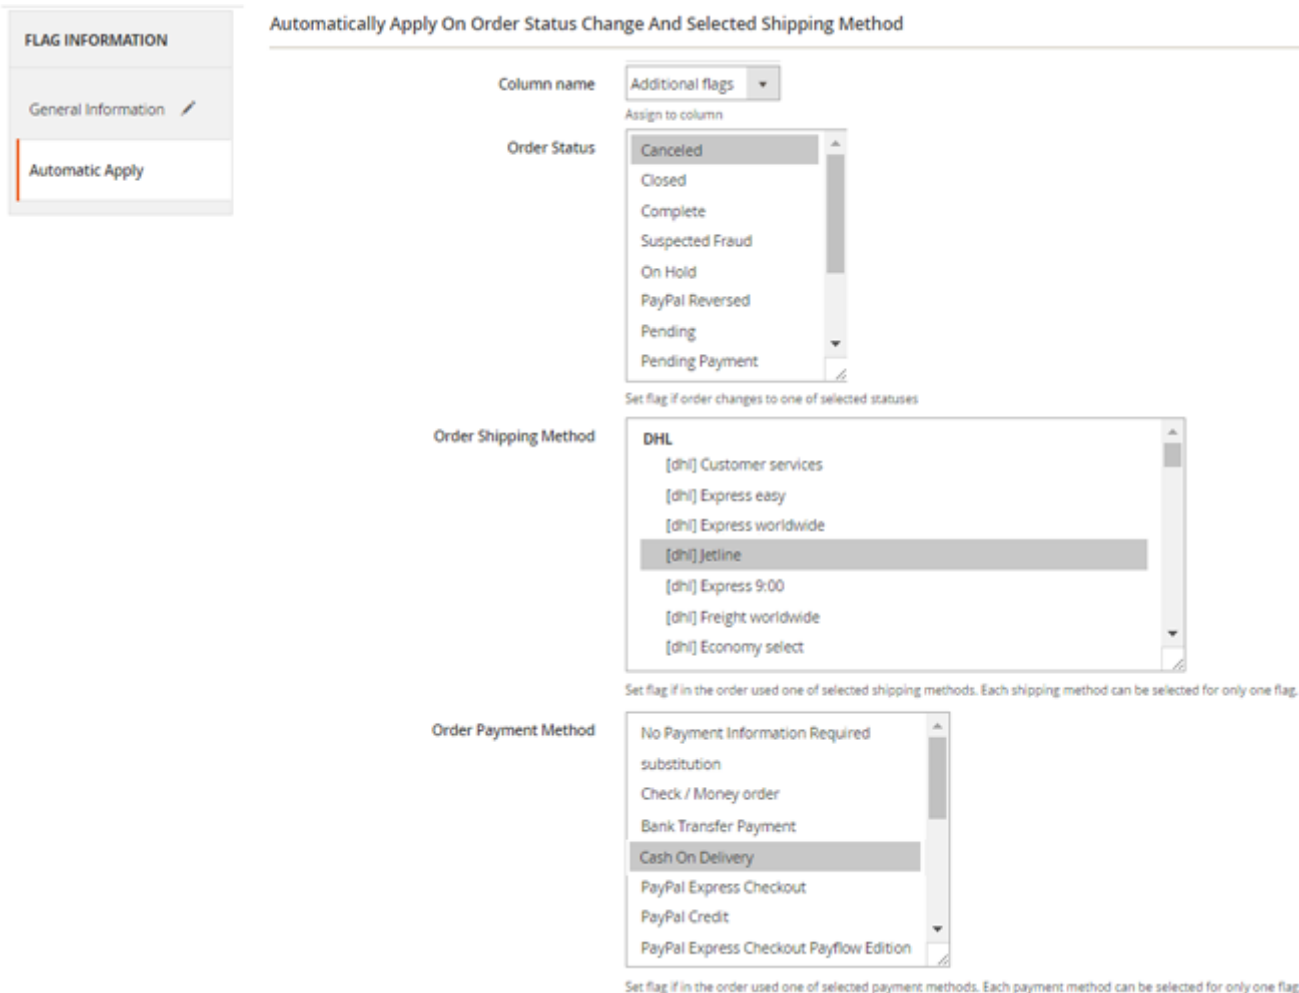 FLAG INFORMATION
General Information
Automatic Apply
Automatically Apply On Order Status Change And Selected Shipping Method
Column name
Additional flags
Assign to column
Order Status
Canceled
Closed
Complete
Suspected Fraud
On Hold
PayPal Reversed
Pending
Pending Payment
Set flag if order changes to one of selected statuses
Order Shipping Method
DHL
[dhl] Customer services
[dhl] Express easy
[dhl] Express worldwide
[dhl] Jetline
[dhl] Express 9:00
[dhl] Freight worldwide
[dhl] Economy select
Set flag if in the order used one of selected shipping methods. Each shipping method can be selected for only one flag.
Order Payment Method
No Payment Information Required
substitution
Check / Money order
Bank Transfer Payment
Cash On Delivery
PayPal Express Checkout
PayPal Credit
PayPal Express Checkout Payflow Edition
Set flag if in the order used one of selected payment methods. Each payment method can be selected for only one flag